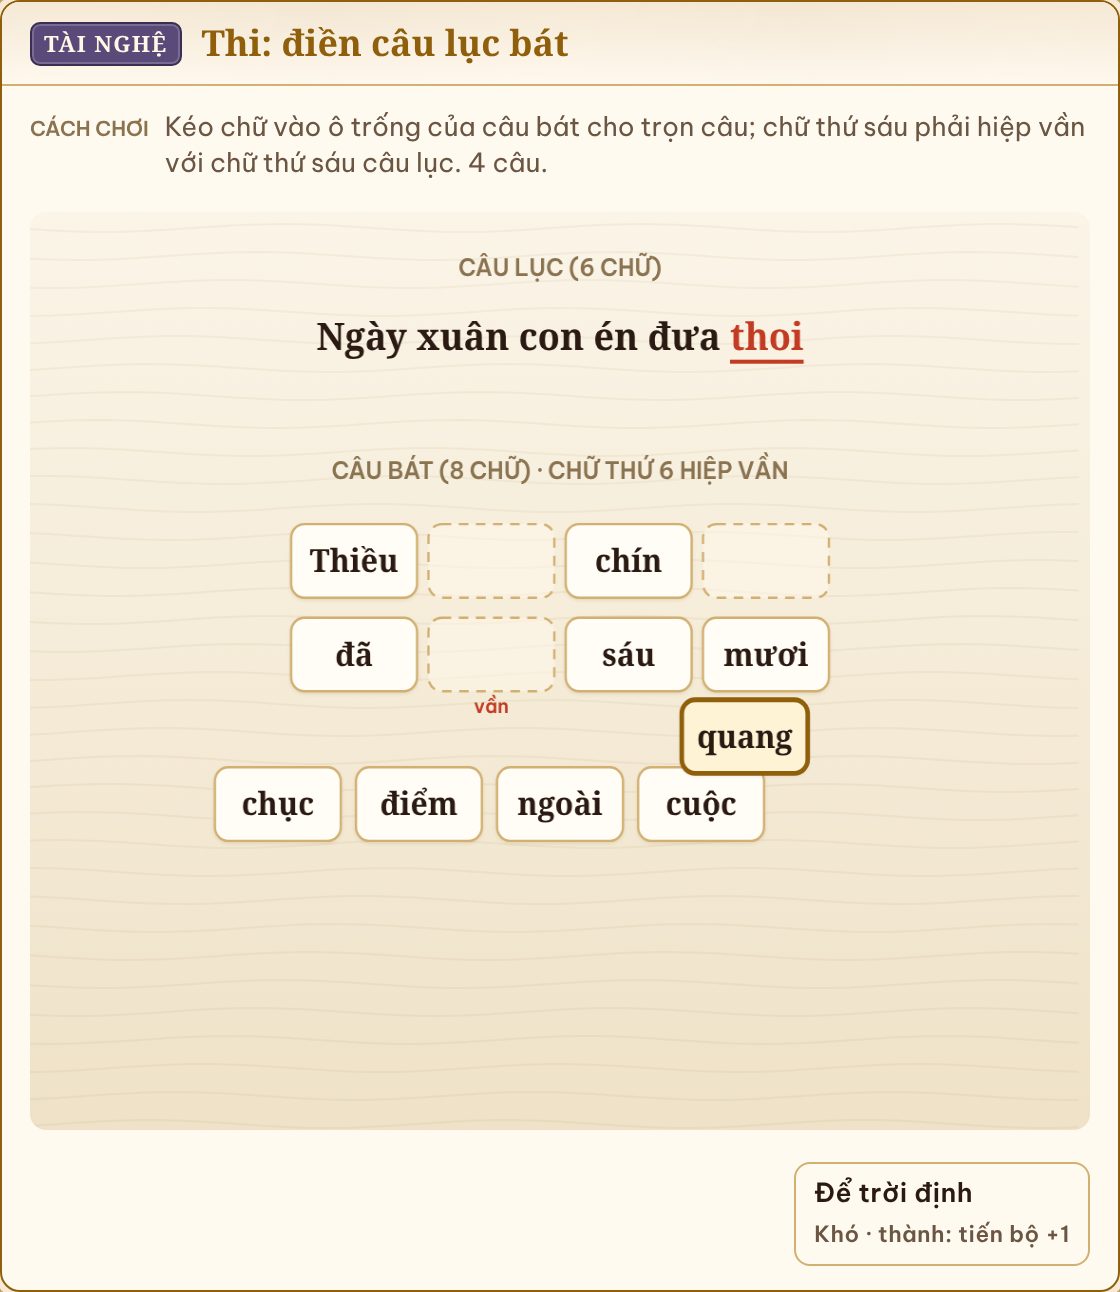 TÀI NGHỆ Thi: điền câu lục bát
CÁCH CHƠI Kéo chữ vào ô trống của câu bát cho trọn câu; chữ thứ sáu phải hiệp vần
với chữ thứ sáu câu lục. 4 câu.
CÂU LỤC (6 CHỮ)
Ngày xuân con én đưa thoi
CÂU BÁT (8 CHỮ) · CHỮ THỨ 6 HIỆP VẦN
Thiều chín
đã sáu mươi
vần
quang
chục điểm ngoài cuộc
Để trời định
Khó · thành: tiến bộ +1